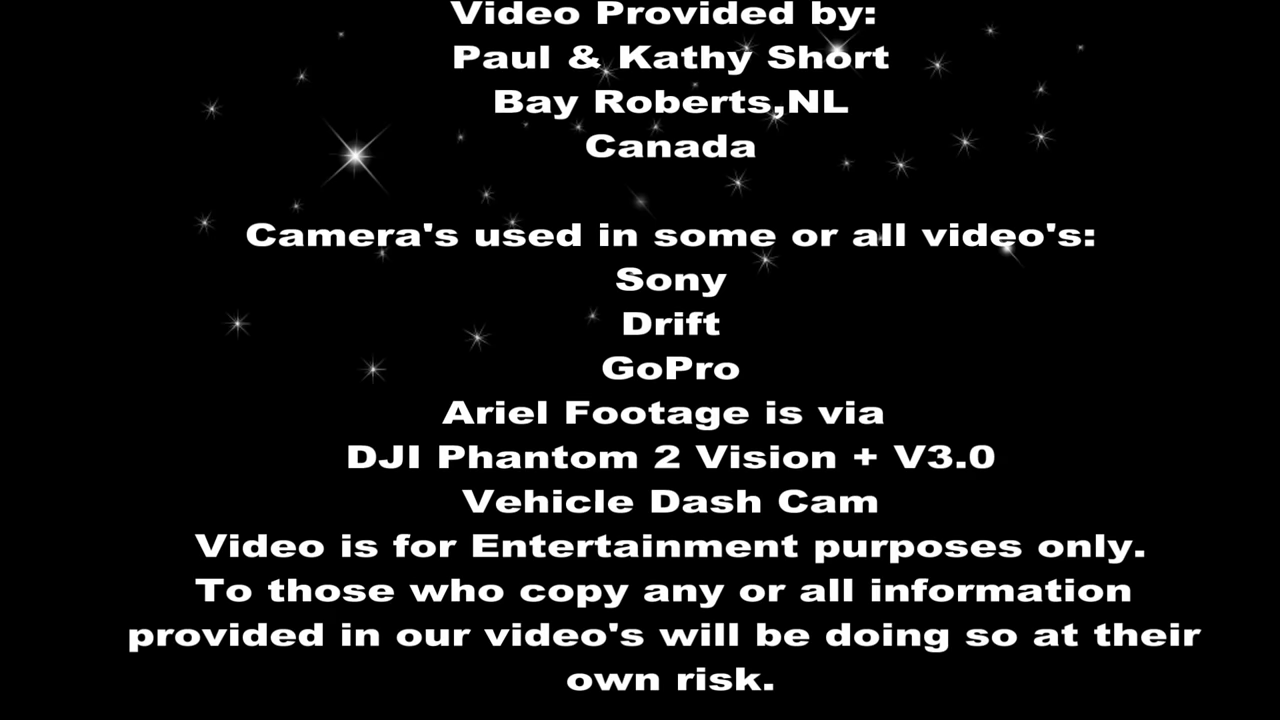 Video Provided by:
Paul & Kathy Short
Bay Roberts,NL
Canada
Camera's used in some or all video's:
Sony
Drift
GoPro
Ariel Footage is via
DJI Phantom 2 Vision + V3.0
Vehicle Dash Cam
Video is for Entertainment purposes only.
To those who copy any or all information
provided in our video's will be doing so at their
own risk.